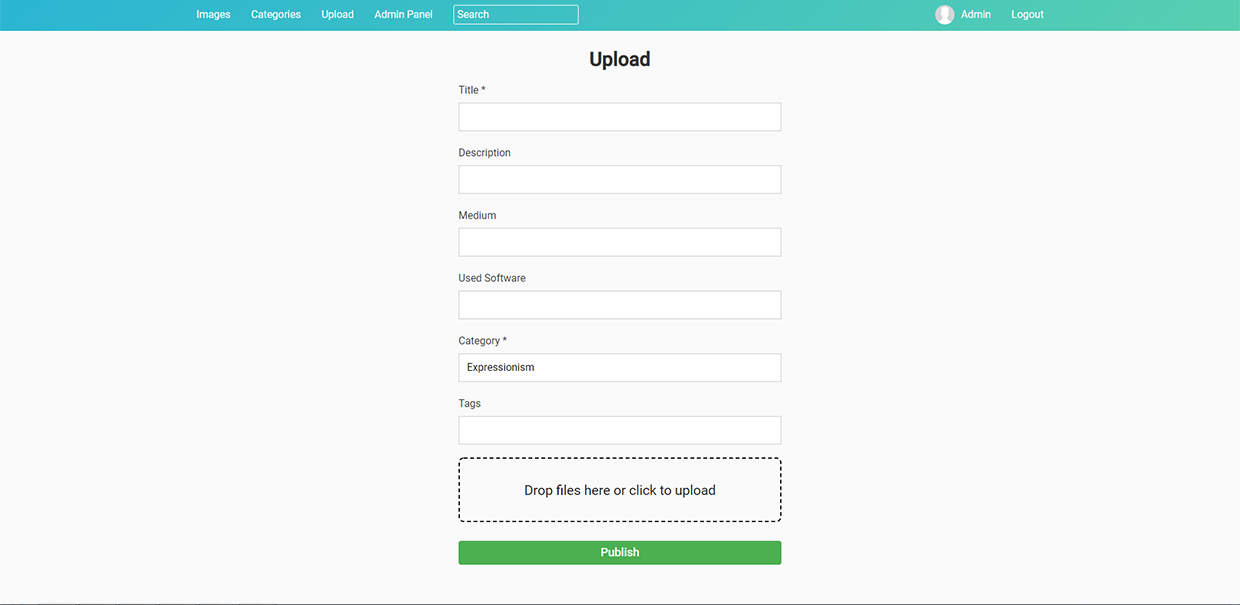 Images Categories Upload Admin Panel Search Admin Logout
Upload
Title *
Description
Medium
Used Software
Category *
Expressionism
Tags
Drop files here or click to upload
Publish